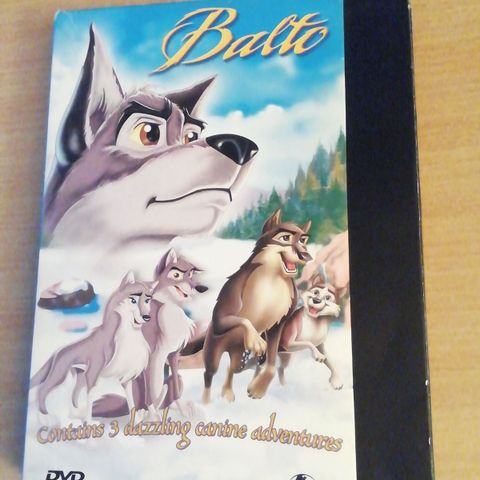 Balto
Contains 3 dazzling canine adventures
DVD